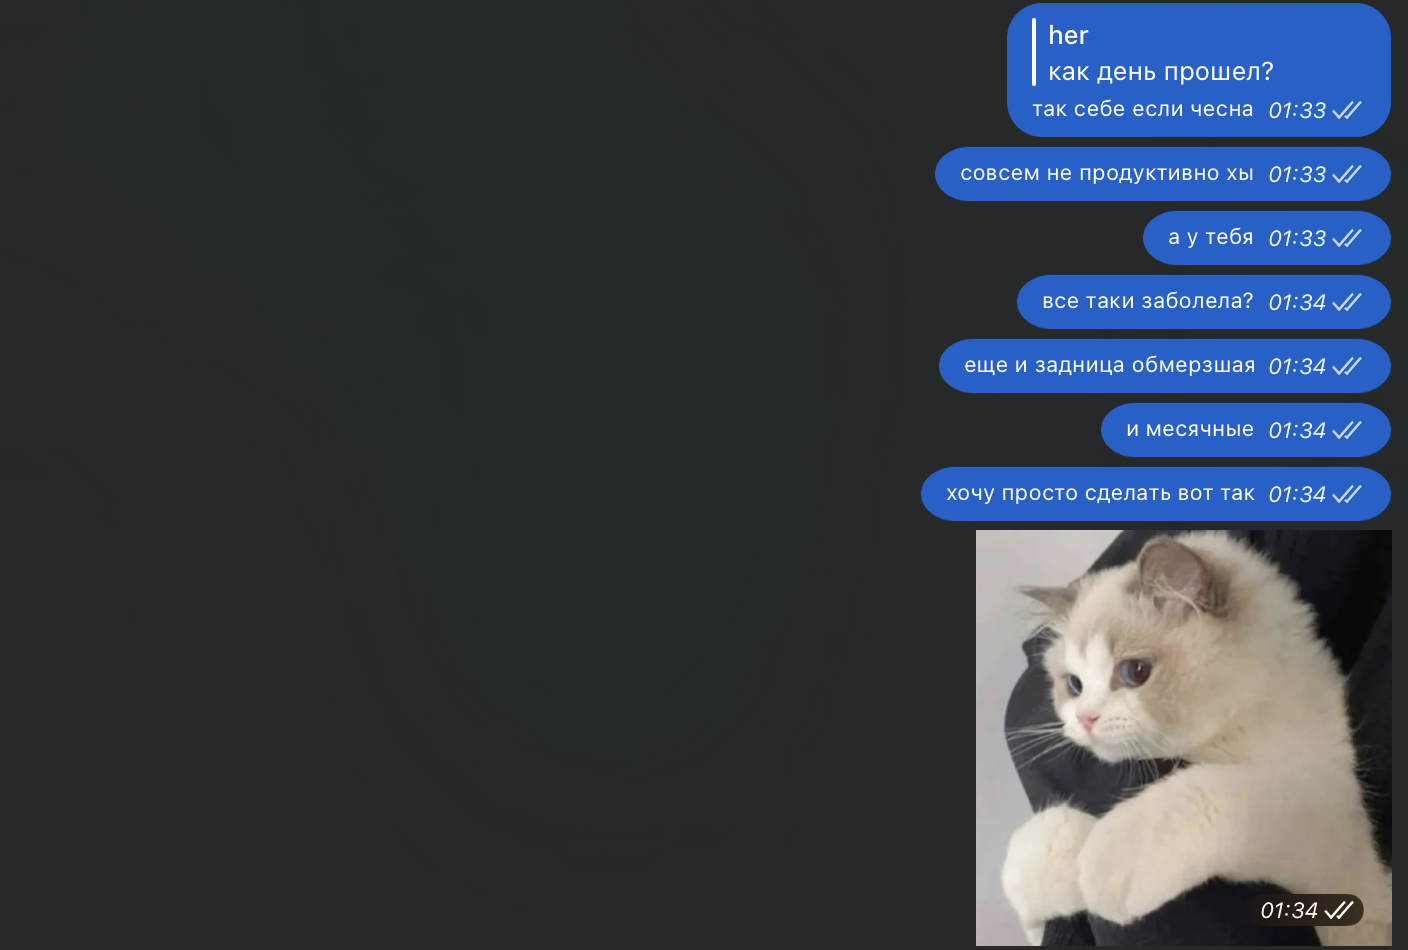 her
как день прошел?
так себе если чесна 01:33
совсем не продуктивно хы 01:33
а у тебя 01:33
все таки заболела? 01:34
еще и задница обмерзшая 01:34
и месячные 01:34
хочу просто сделать вот так 01:34
01:34